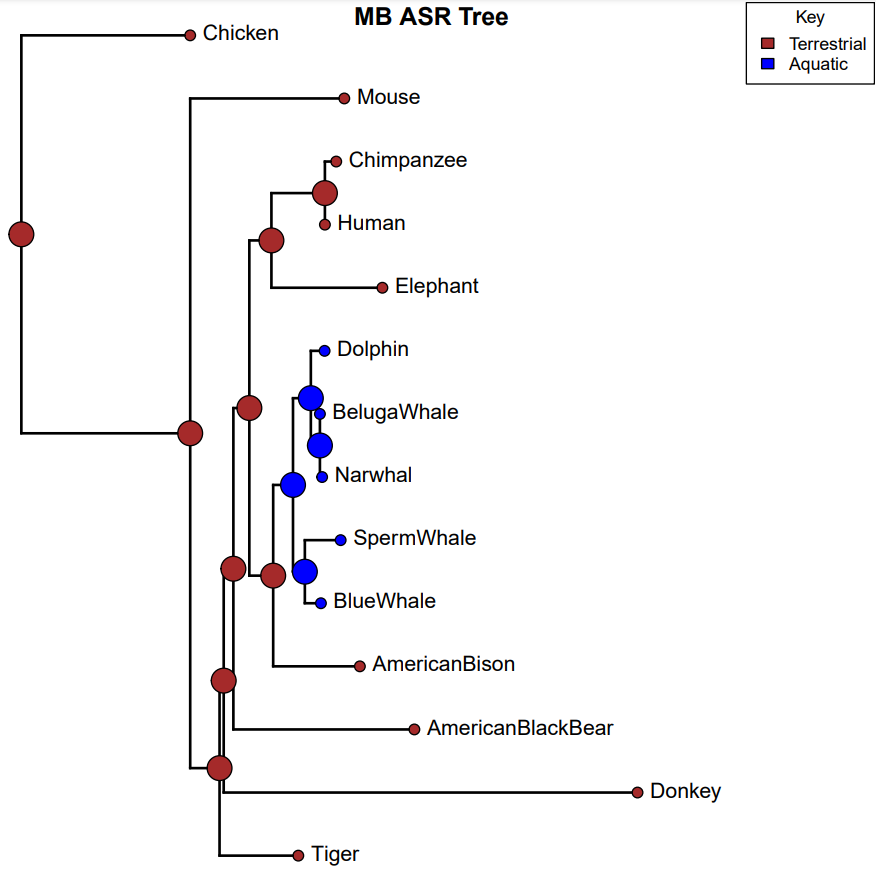 MB ASR Tree
Key
Terrestrial
Aquatic
Chicken
Mouse
Chimpanzee
Human
Elephant
Dolphin
BelugaWhale
Narwhal
SpermWhale
BlueWhale
AmericanBison
AmericanBlackBear
Donkey
Tiger